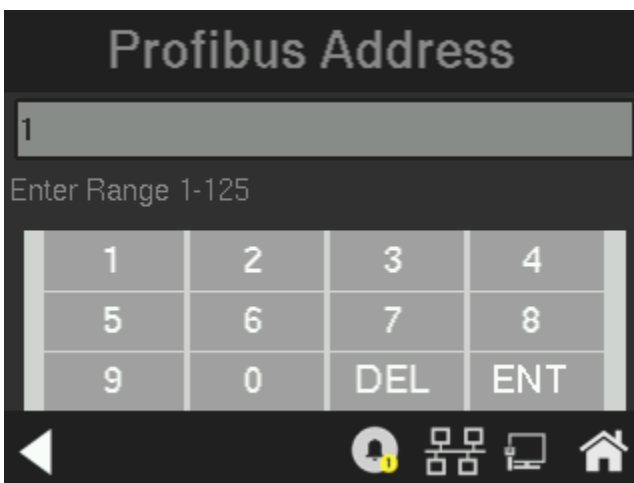 Profibus Address
1
Enter Range 1-125
1 2 3 4
5 6 7 8
9 0 DEL ENT
1